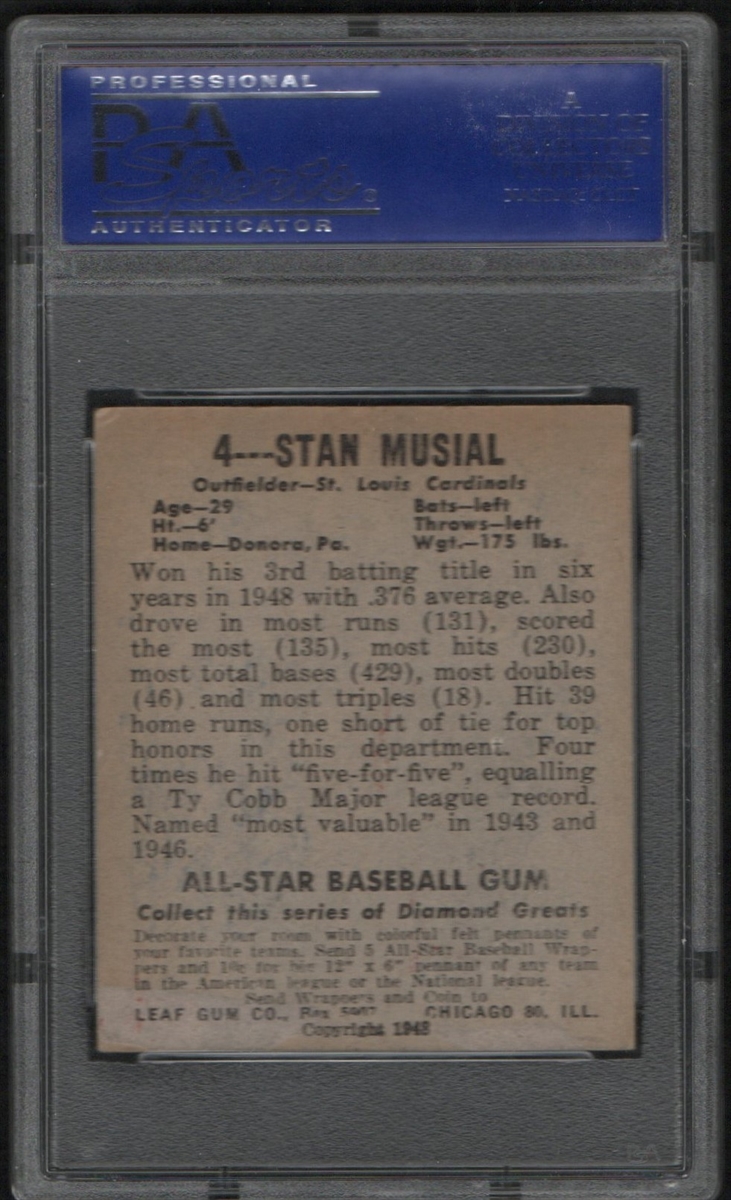 PROFESSIONAL
PSA
Sports®
AUTHENTICATOR
A
DIVISION OF
COLLECTORS
UNIVERSE
4---STAN MUSIAL
Outfielder—St. Louis Cardinals
Age—29 Bats—left
Ht.—6' Throws—left
Home—Donora, Pa. Wgt.—175 lbs.
Won his 3rd batting title in six
years in 1948 with .376 average. Also
drove in most runs (131), scored
the most (135), most hits (230),
most total bases (429), most doubles
(46) and most triples (18). Hit 39
home runs, one short of tie for top
honors in this department. Four
times he hit “five-for-five”, equalling
a Ty Cobb Major league record.
Named “most valuable” in 1943 and
1946.
ALL-STAR BASEBALL GUM
Collect this series of Diamond Greats
Decorate your room with colorful felt pennants of
your favorite teams. Send 5 All-Star Baseball Wrap-
pers and 10c for big 12" x 6" pennant of any team
in the American league or the National league.
Send Wrappers and Coin to
LEAF GUM CO., Box 5907 CHICAGO 80, ILL.
Copyright 1948